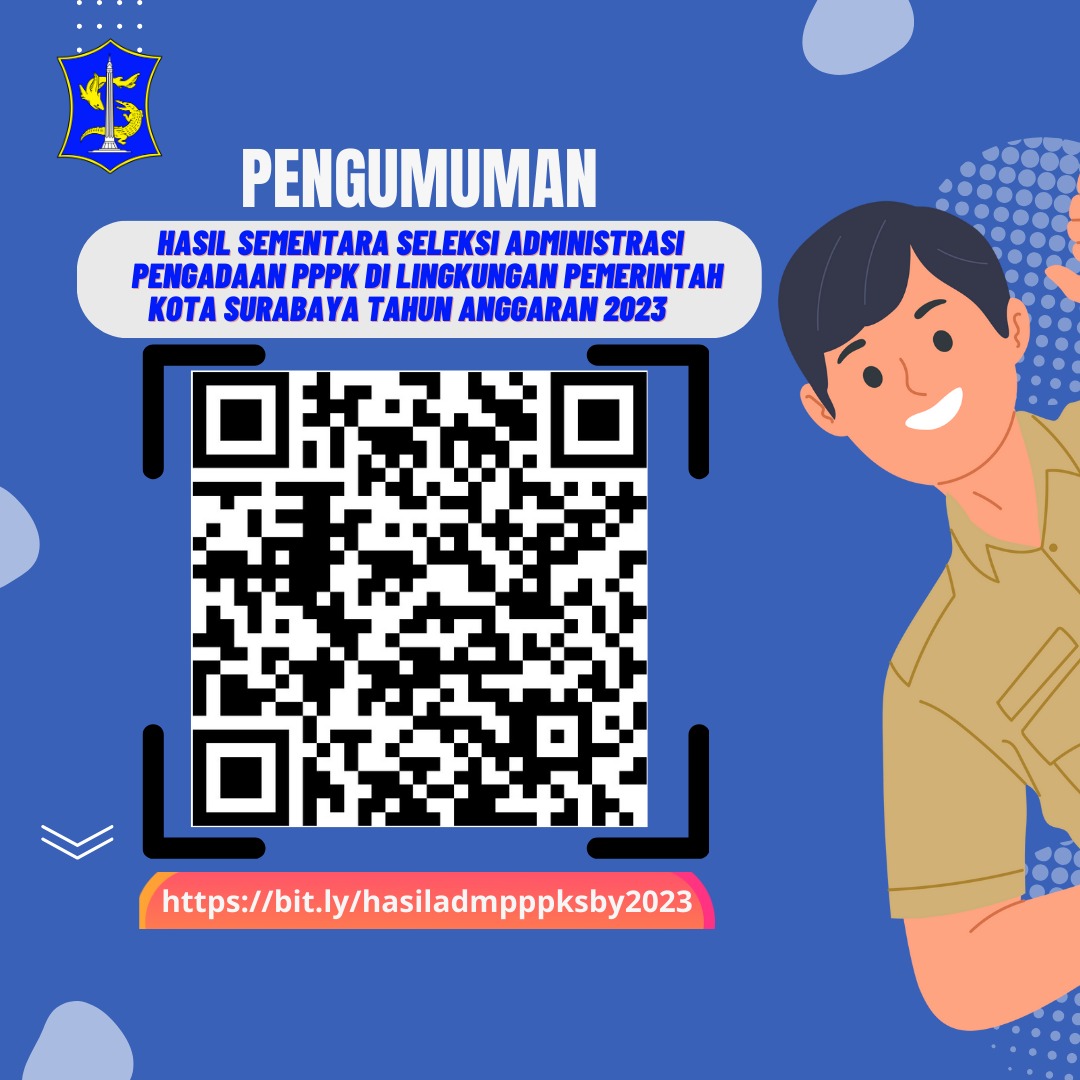 PENGUMUMAN
HASIL SEMENTARA SELEKSI ADMINISTRASI
PENGADAAN PPPK DI LINGKUNGAN PEMERINTAH
KOTA SURABAYA TAHUN ANGGARAN 2023
https://bit.ly/hasiladmpppksby2023